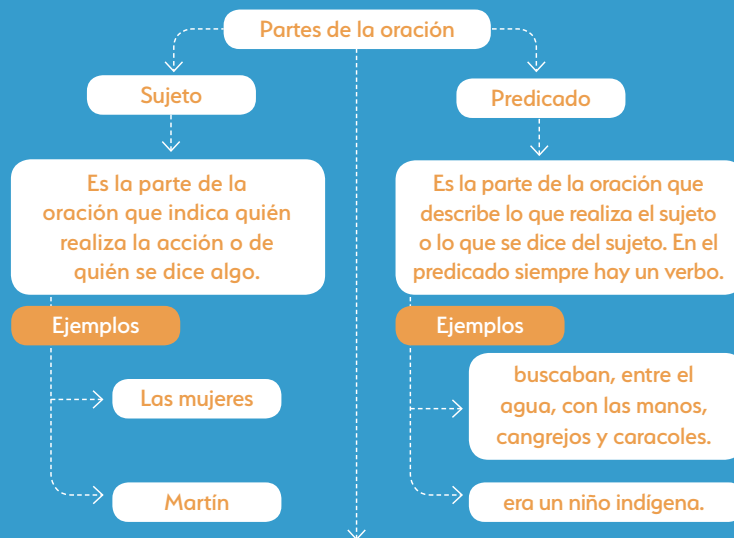 Partes de la oración
Sujeto
Es la parte de la
oración que indica quién
realiza la acción o de
quién se dice algo.
Ejemplos
Las mujeres
Martín
Predicado
Es la parte de la oración que
describe lo que realiza el sujeto
o lo que se dice del sujeto. En el
predicado siempre hay un verbo.
Ejemplos
buscaban, entre el
agua, con las manos,
cangrejos y caracoles.
era un niño indígena.